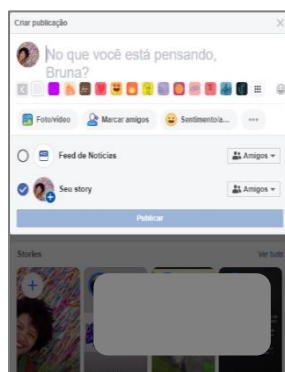 Criar publicação
No que você está pensando,
Bruna?
Foto/vídeo
Marcar amigos
Sentimento/a...
Feed de Notícias
Amigos
Seu story
Amigos
Publicar
Stories
Ver tudo